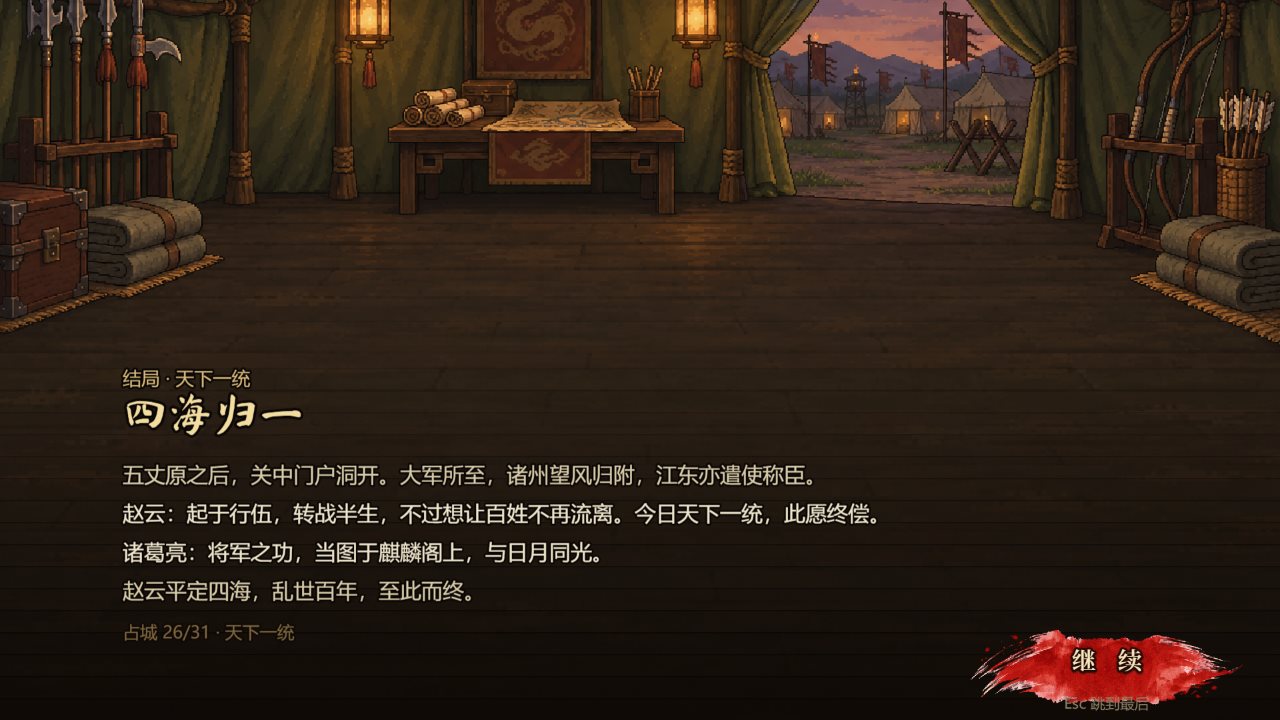 结局 · 天下一统
四海归一
五丈原之后，关中门户洞开。大军所至，诸州望风归附，江东亦遣使称臣。
赵云：起于行伍，转战半生，不过想让百姓不再流离。今日天下一统，此愿终偿。
诸葛亮：将军之功，当图于麒麟阁上，与日月同光。
赵云平定四海，乱世百年，至此而终。
占城 26/31 · 天下一统
继 续
Esc 跳到最后